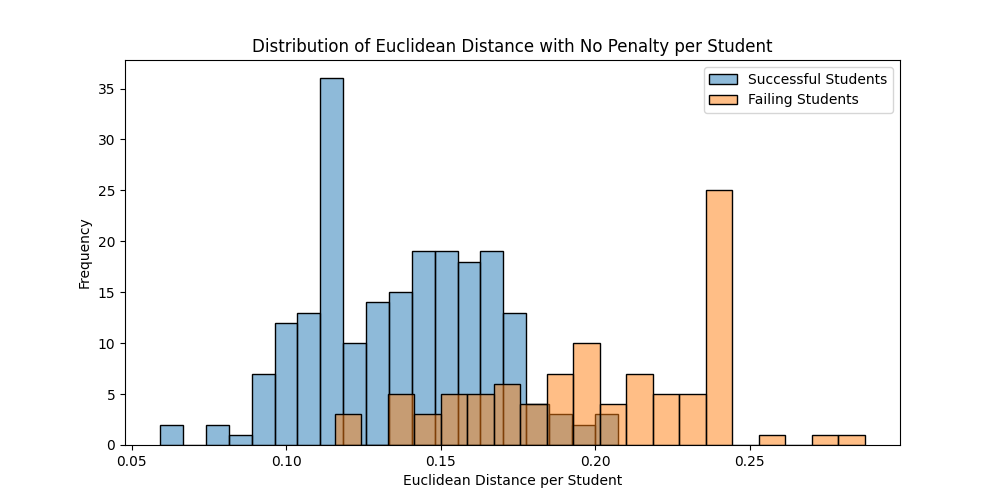 Distribution of Euclidean Distance with No Penalty per Student
Successful Students
Failing Students
35
30
25
20
15
10
5
0
Frequency
0.05
0.10
0.15
0.20
0.25
Euclidean Distance per Student